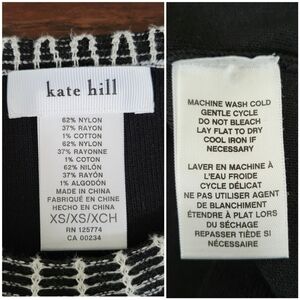 kate hill
62% NYLON
37% RAYON
1% COTTON
62% NYLON
37% RAYONNE
1% COTON
62% NILÓN
37% RAYÓN
1% ALGODÓN
MADE IN CHINA
FABRIQUÉ EN CHINE
HECHO EN CHINA
XS/XS/XCH
RN 125774
CA 00234
MACHINE WASH COLD
GENTLE CYCLE
DO NOT BLEACH
LAY FLAT TO DRY
COOL IRON IF
NECESSARY
LAVER EN MACHINE À
L'EAU FROIDE
CYCLE DÉLICAT
NE PAS UTILISER AGENT
DE BLANCHIMENT
ÉTENDRE À PLAT LORS
DU SÉCHAGE
REPASSER TIÈDE SI
NÉCESSAIRE